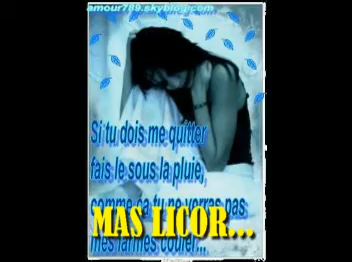 amour789.skyblog.com
Si tu dois me quitter
fais le sous la pluie,
comme ça tu ne verras pas
MAS LICOR...
mes larmes couler...